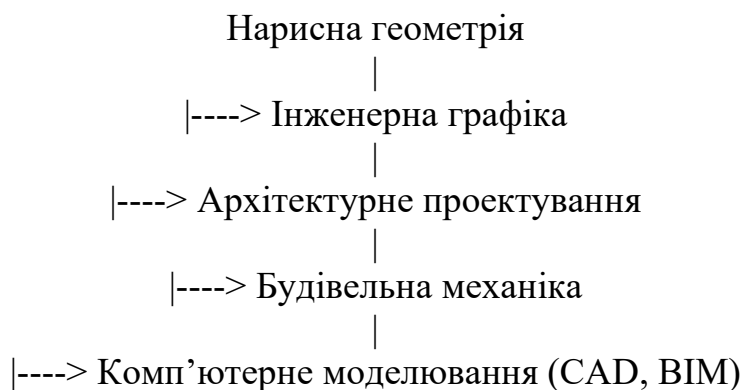 Нарисна геометрія
|
|----> Інженерна графіка
|
|----> Архітектурне проектування
|
|----> Будівельна механіка
|
|----> Комп’ютерне моделювання (CAD, BIM)